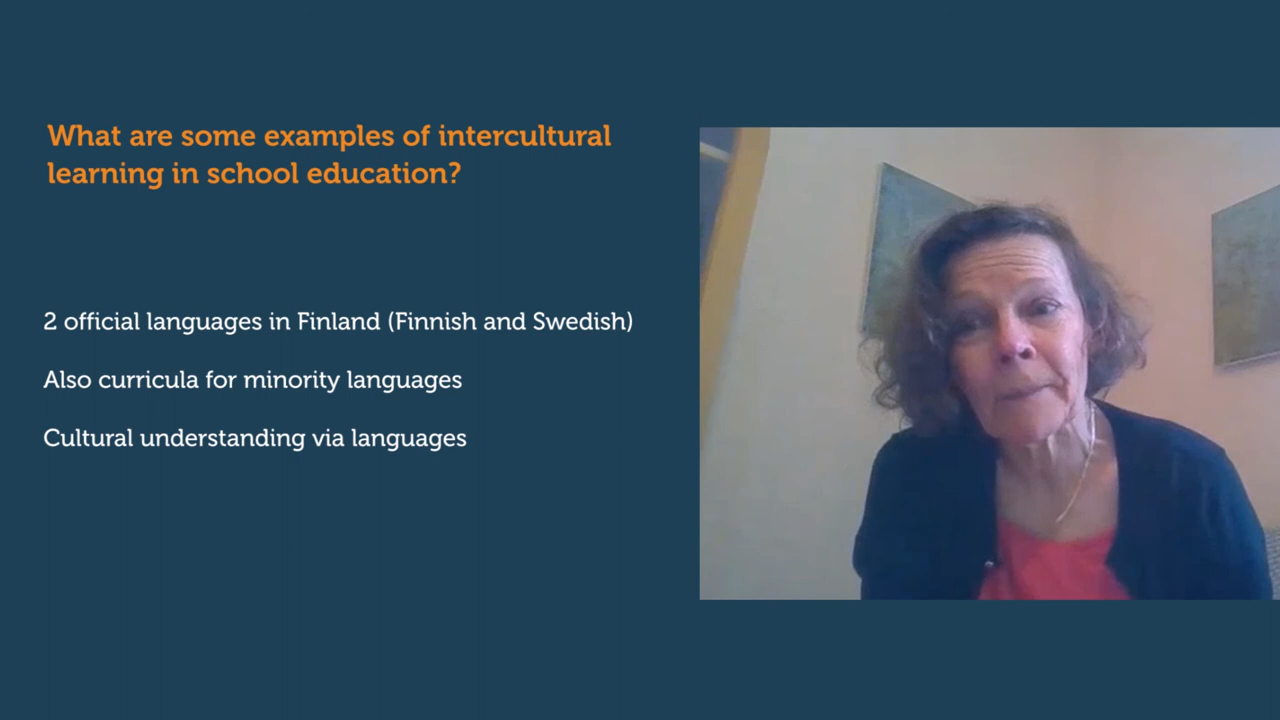 What are some examples of intercultural
learning in school education?
2 official languages in Finland (Finnish and Swedish)
Also curricula for minority languages
Cultural understanding via languages